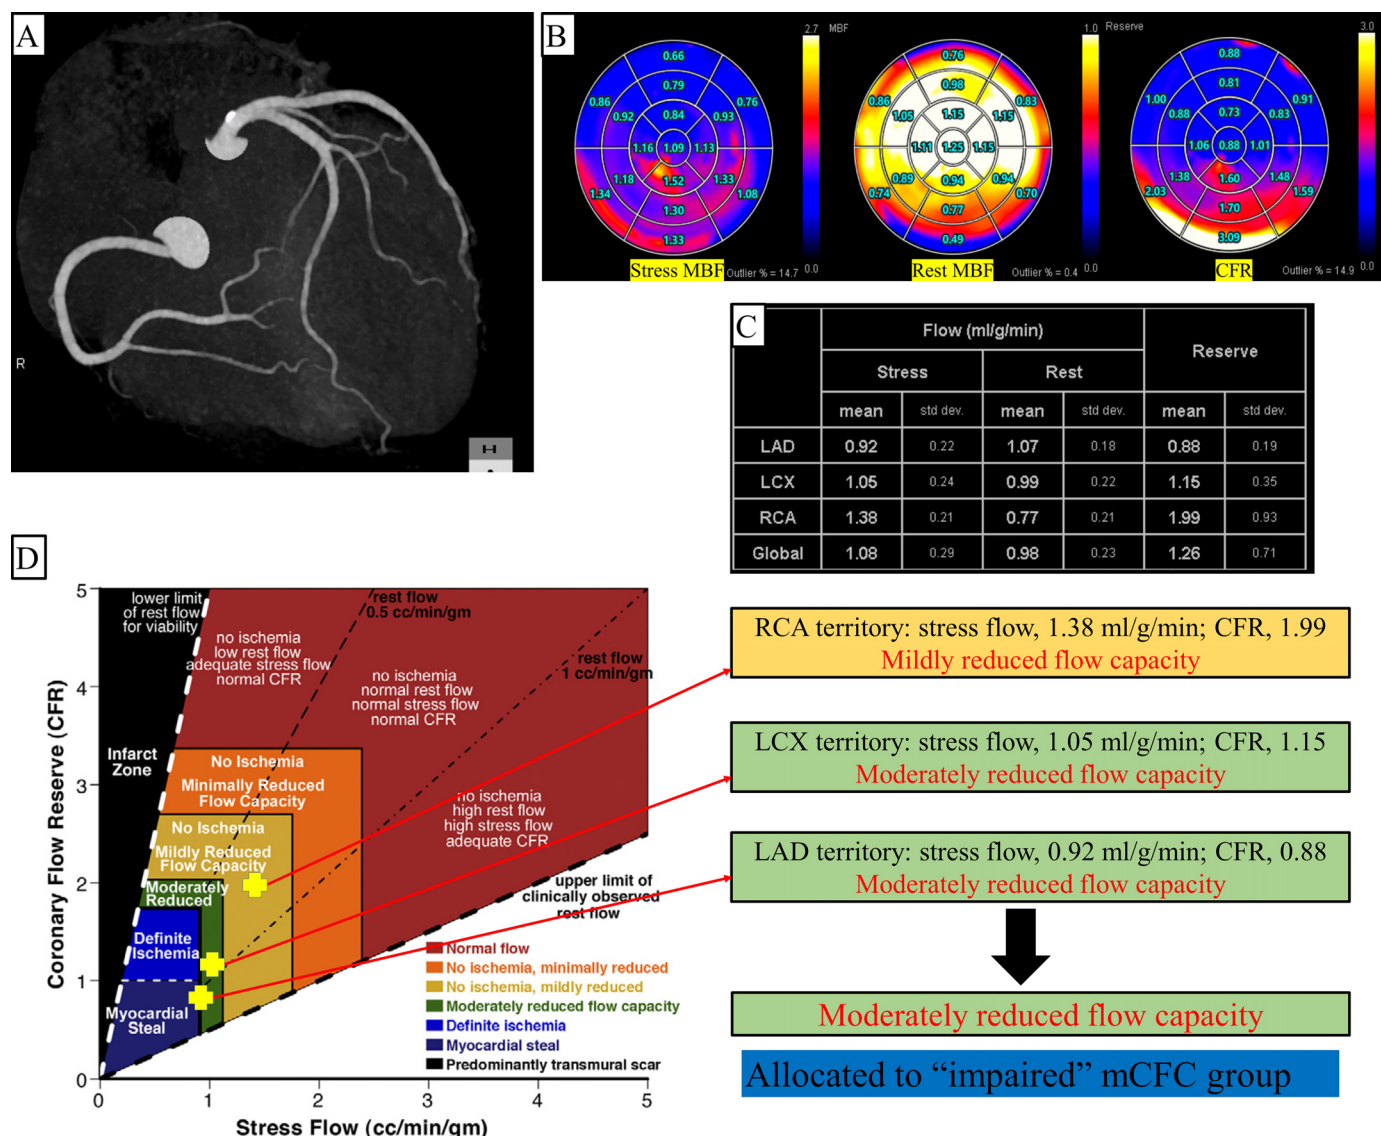 A
R
H
B
2.7
MBF
1.0
Reserve
3.0
0.66
0.79
0.86
0.76
0.92
0.84
0.93
1.16
1.09
1.13
1.34
1.18
1.52
1.33
1.08
1.30
1.33
Stress MBF
Outlier % = 14.7
0.0
0.76
0.98
0.86
0.83
1.05
1.15
1.15
1.11
1.25
1.15
0.74
0.89
0.94
0.94
0.70
0.77
0.49
Rest MBF
Outlier % = 0.4
0.0
0.88
0.81
1.00
0.91
0.88
0.73
0.83
1.06
0.88
1.01
2.03
1.38
1.60
1.48
1.59
1.70
3.09
CFR
Outlier % = 14.9
0.0
C
Flow (ml/g/min)
Reserve
Stress
Rest
mean std dev. mean std dev. mean std dev.
LAD 0.92 0.22 1.07 0.18 0.88 0.19
LCX 1.05 0.24 0.99 0.22 1.15 0.35
RCA 1.38 0.21 0.77 0.21 1.99 0.93
Global 1.08 0.29 0.98 0.23 1.26 0.71
D
Coronary Flow Reserve (CFR)
5
4
3
2
1
0
lower limit
of rest flow
for viability
no ischemia
low rest flow
adequate stress flow
normal CFR
rest flow
0.5 cc/min/gm
no ischemia
normal rest flow
normal stress flow
normal CFR
rest flow
1 cc/min/gm
Infarct
Zone
No Ischemia
Minimally Reduced
Flow Capacity
No Ischemia
Mildly Reduced
Flow Capacity
Moderately
Reduced
Definite
Ischemia
Myocardial
Steal
no ischemia
high rest flow
high stress flow
adequate CFR
upper limit of
clinically observed
rest flow
Normal flow
No ischemia, minimally reduced
No ischemia, mildly reduced
Moderately reduced flow capacity
Definite ischemia
Myocardial steal
Predominantly transmural scar
0 1 2 3 4 5
Stress Flow (cc/min/gm)
RCA territory: stress flow, 1.38 ml/g/min; CFR, 1.99
Mildly reduced flow capacity
LCX territory: stress flow, 1.05 ml/g/min; CFR, 1.15
Moderately reduced flow capacity
LAD territory: stress flow, 0.92 ml/g/min; CFR, 0.88
Moderately reduced flow capacity
Moderately reduced flow capacity
Allocated to “impaired” mCFC group